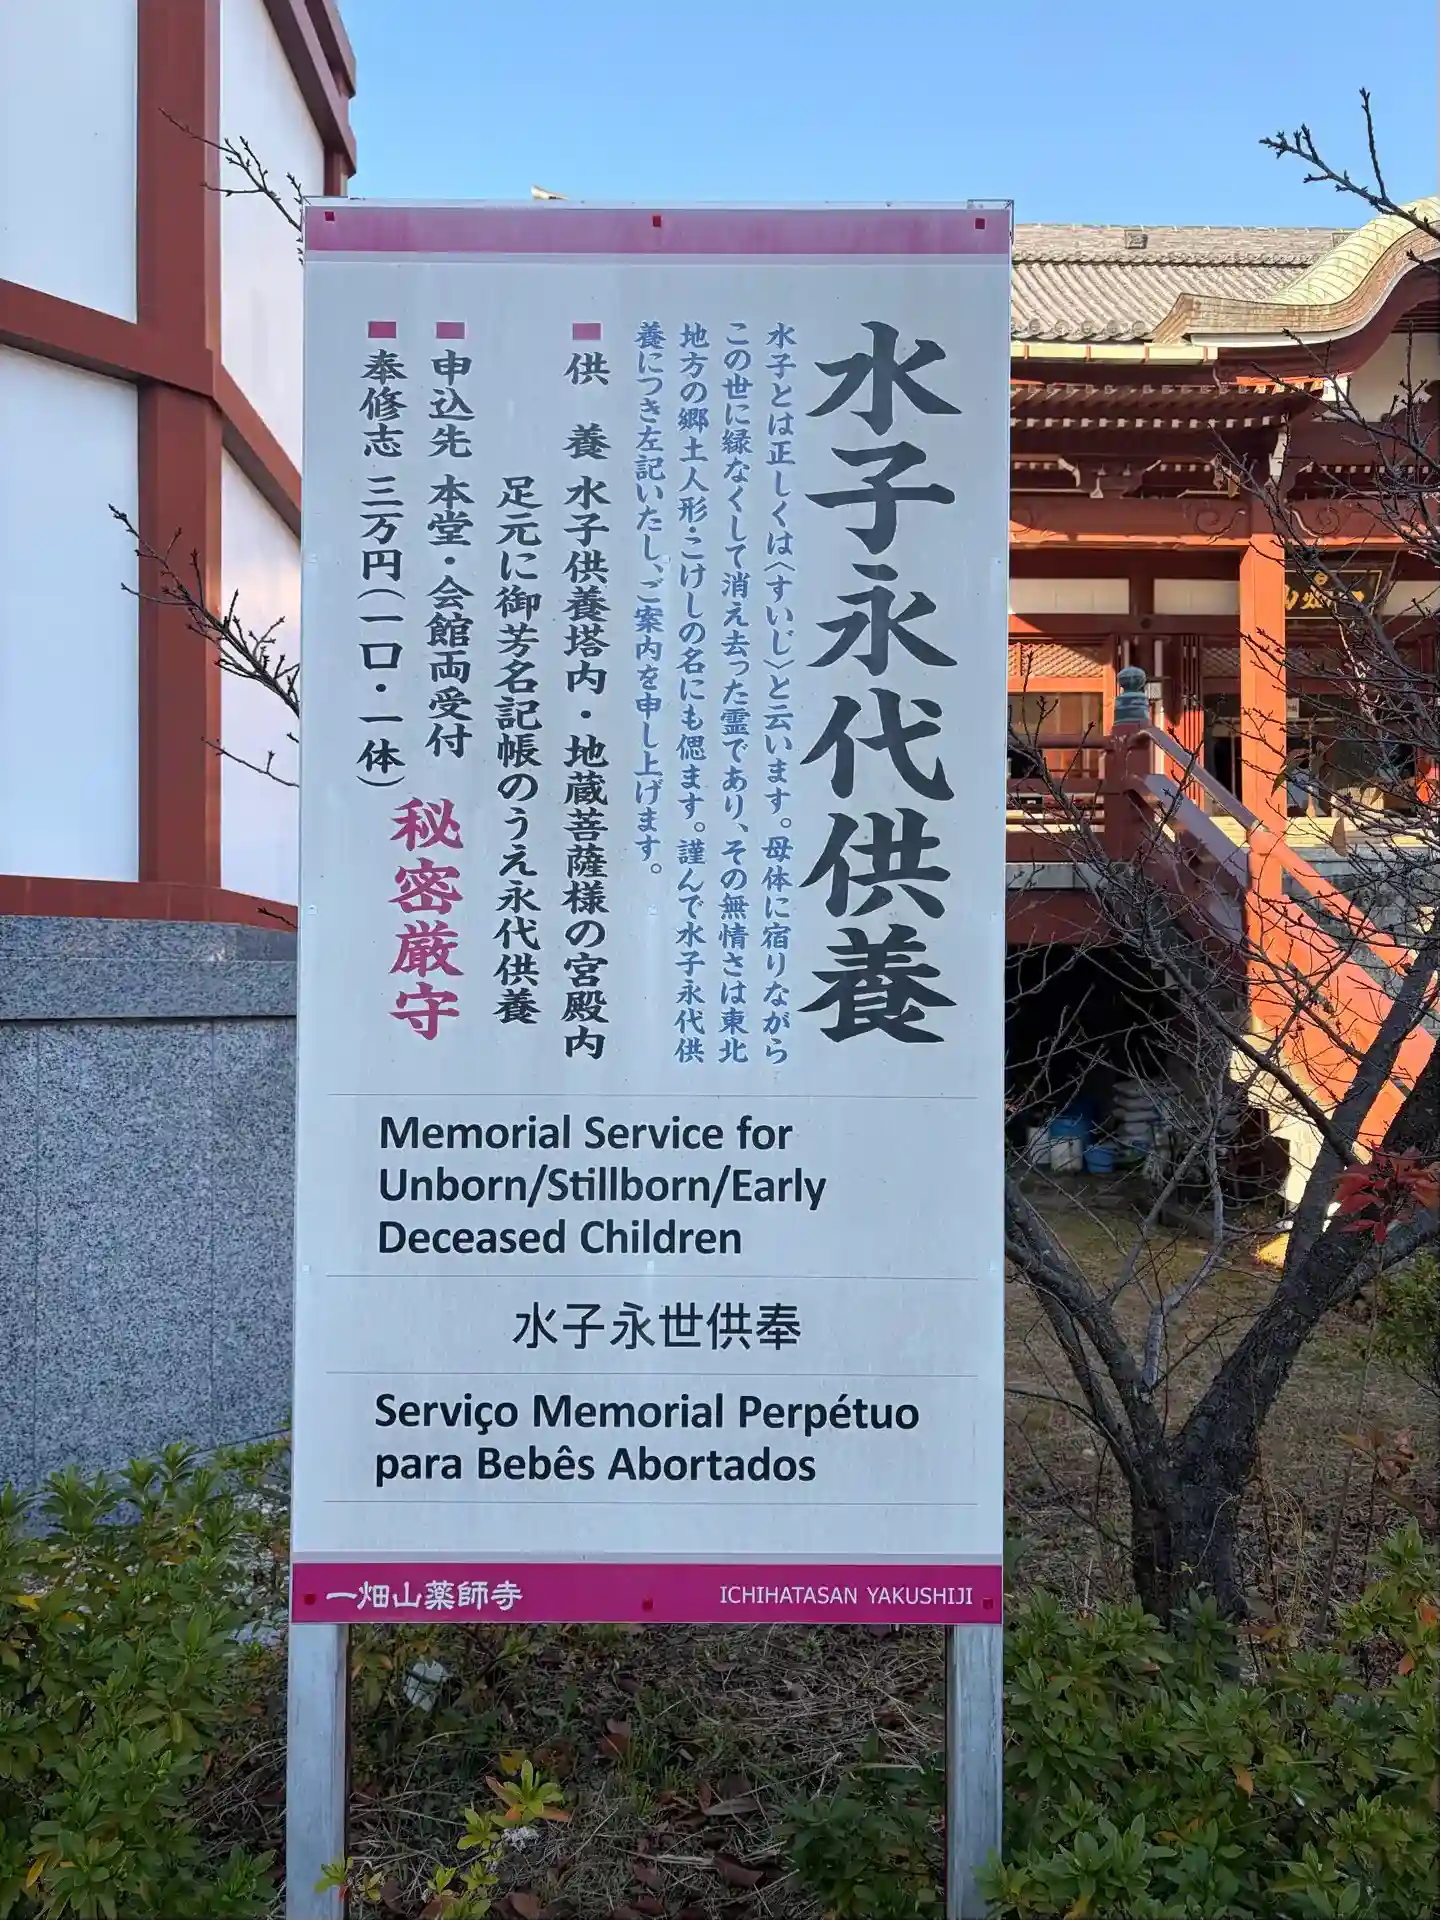 水子永代供養
水子とは正しくは〈すいじ〉と云います。母体に宿りながら
この世に縁なくして消え去った霊であり、その無情さは東北
地方の郷土人形・こけしの名にも偲ます。謹んで水子永代供
養につき左記いたし、ご案内を申し上げます。
■供 養 水子供養塔内・地蔵菩薩様の宮殿内
足元に御芳名記帳のうえ永代供養
■申込先 本堂・会館両受付
■奉修志 三万円(一口・一体)
秘密厳守
Memorial Service for
Unborn/Stillborn/Early
Deceased Children
水子永世供奉
Serviço Memorial Perpétuo
para Bebês Abortados
一畑山薬師寺 ICHIHATASAN YAKUSHIJI